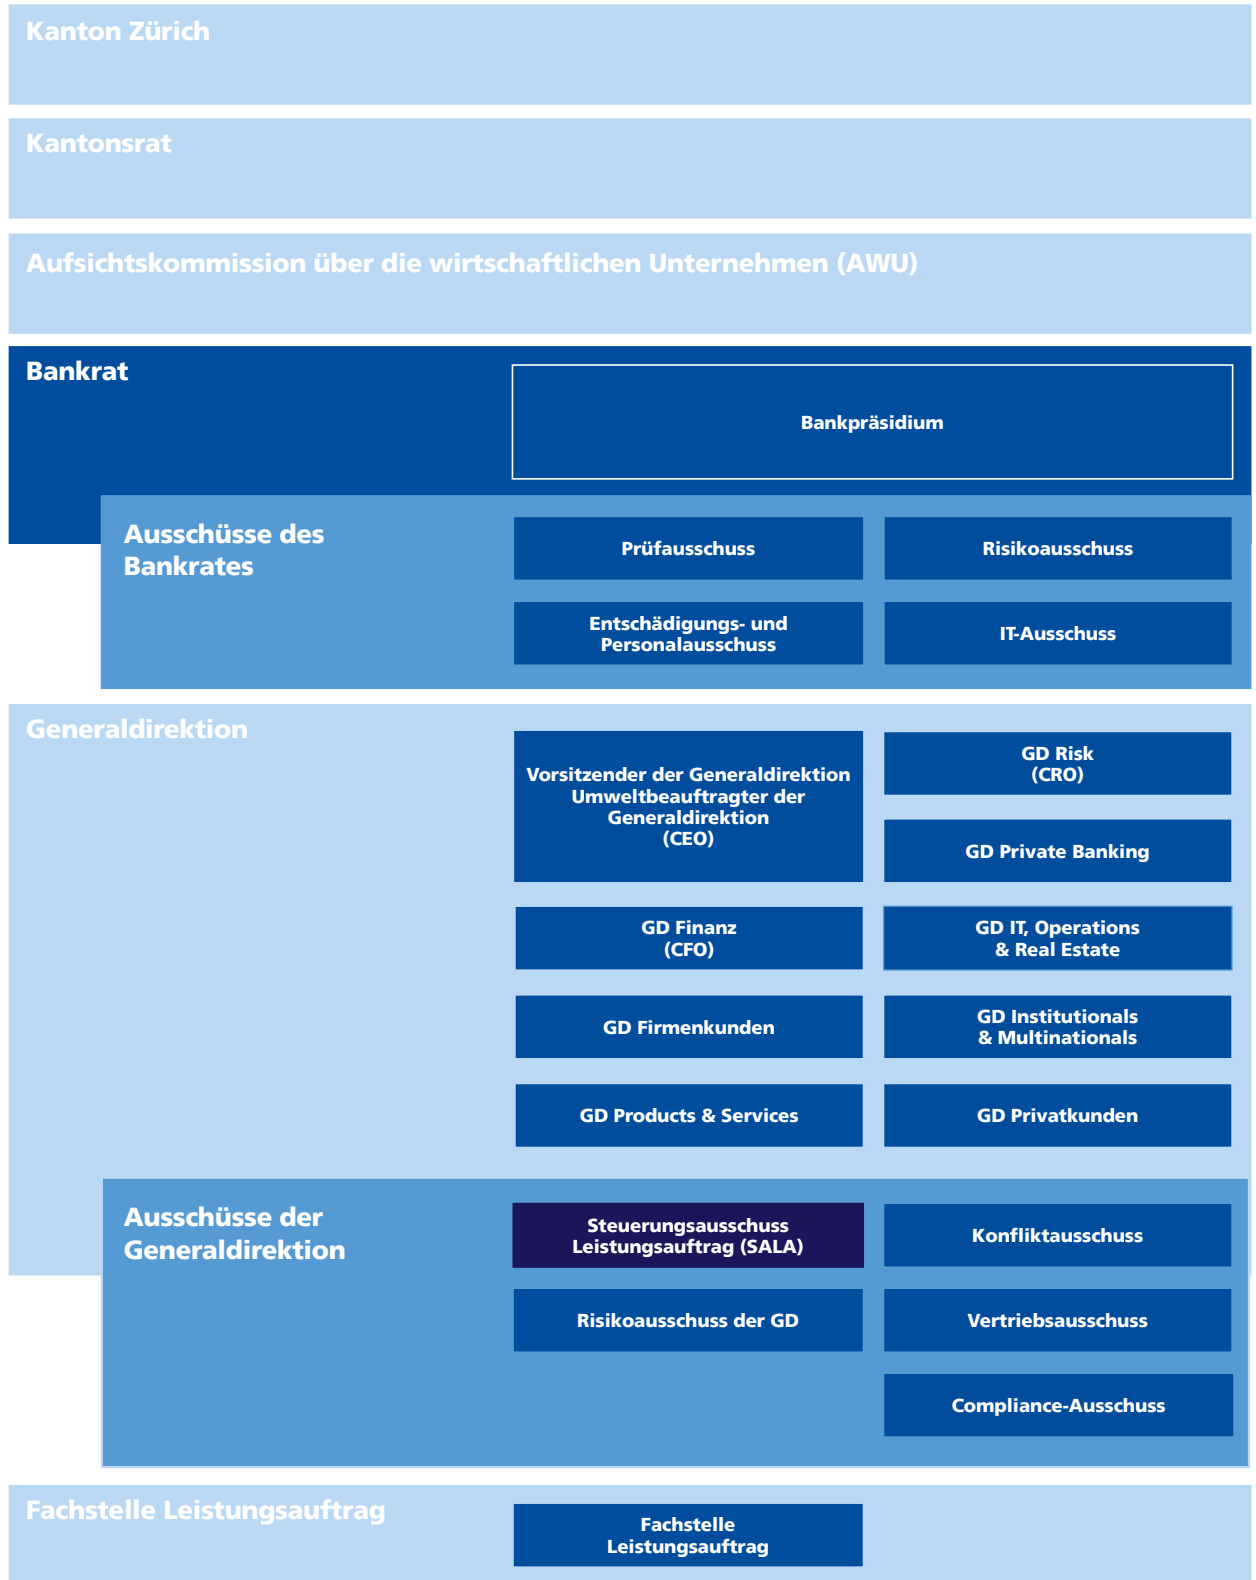 Kanton Zürich
Kantonsrat
Aufsichtskommission über die wirtschaftlichen Unternehmen (AWU)
Bankrat
Bankpräsidium
Ausschüsse des
Bankrates
Prüfausschuss
Risikoausschuss
Entschädigungs- und
Personalausschuss
IT-Ausschuss
Generaldirektion
Vorsitzender der Generaldirektion
Umweltbeauftragter der
Generaldirektion
(CEO)
GD Risk
(CRO)
GD Private Banking
GD Finanz
(CFO)
GD IT, Operations
& Real Estate
GD Firmenkunden
GD Institutionals
& Multinationals
GD Products & Services
GD Privatkunden
Ausschüsse der
Generaldirektion
Steuerungsausschuss
Leistungsauftrag (SALA)
Konfliktausschuss
Risikoausschuss der GD
Vertriebsausschuss
Compliance-Ausschuss
Fachstelle Leistungsauftrag
Fachstelle
Leistungsauftrag